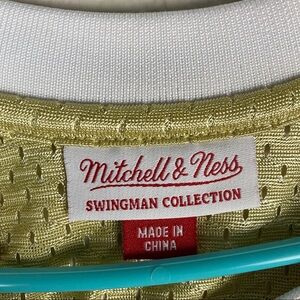 Mitchell & Ness
SWINGMAN COLLECTION
MADE IN
CHINA